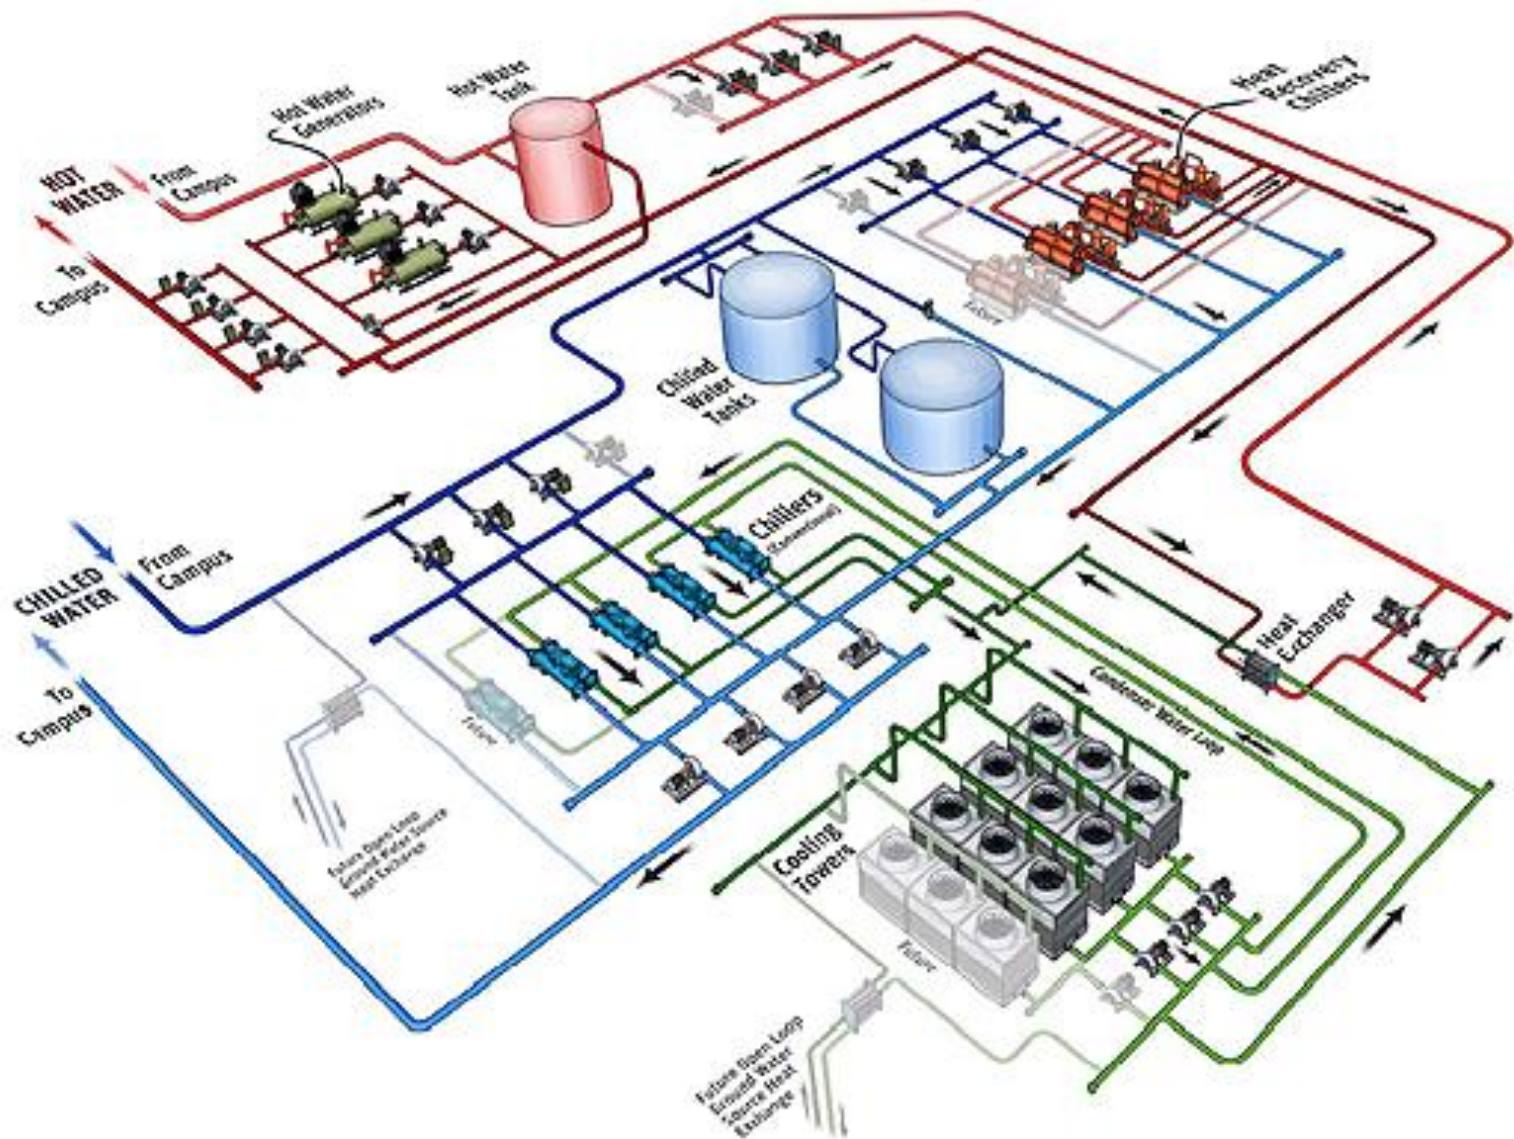 Hot Water
Generators
Hot Water
Tank
Heat
Recovery
Chillers
HOT
WATER
From
Campus
To
Campus
Future
Chilled
Water
Tanks
Chillers
(Conventional)
CHILLED
WATER
From
Campus
To
Campus
Future
Heat
Exchanger
Condenser Water Loop
Future Open Loop
Ground Water Source
Heat Exchange
Cooling
Towers
Future
Future Open Loop
Ground Water
Source Heat
Exchange